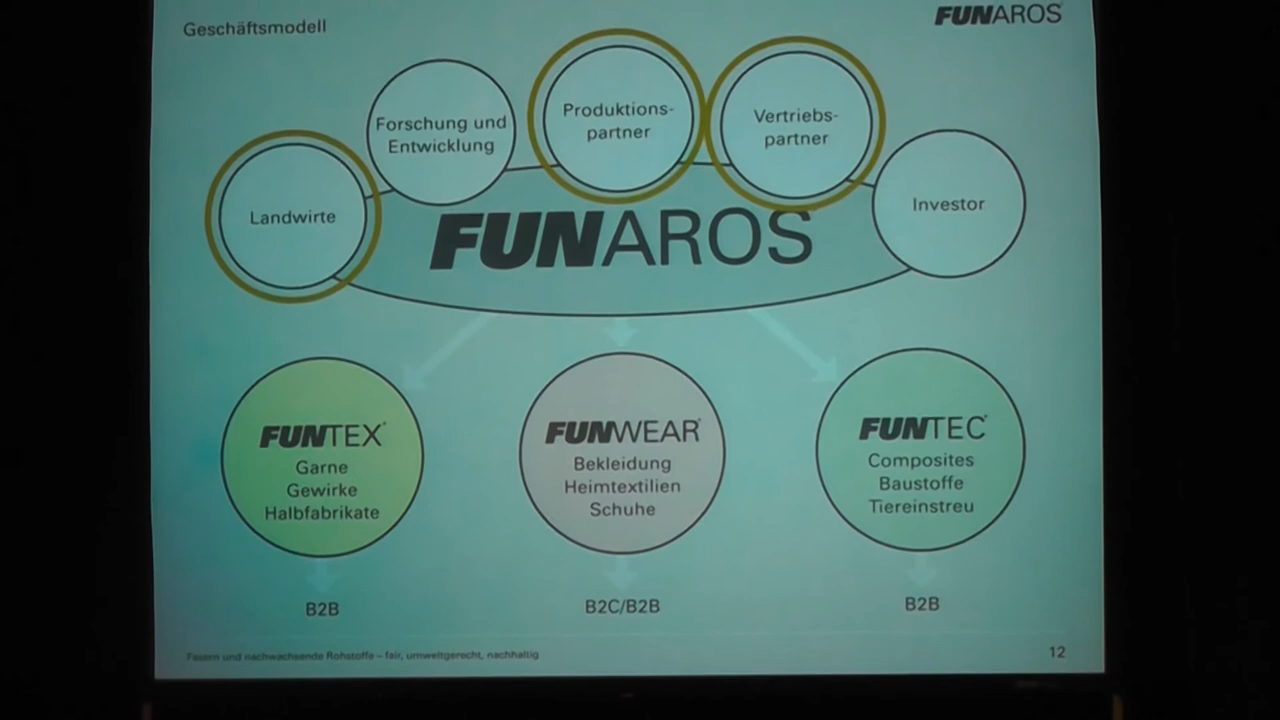 Geschäftsmodell
FUNAROS
Forschung und
Entwicklung
Produktions-
partner
Vertriebs-
partner
Landwirte
Investor
FUNAROS
FUNTEX
Garne
Gewirke
Halbfabrikate
FUNWEAR
Bekleidung
Heimtextilien
Schuhe
FUNTEC
Composites
Baustoffe
Tiereinstreu
B2B
B2C/B2B
B2B
Fasern und nachwachsende Rohstoffe – fair, umweltgerecht, nachhaltig
12